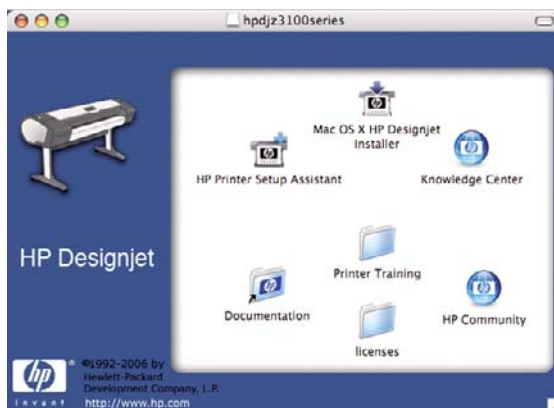 hpdjz3100series
Mac OS X HP Designjet
Installer
HP Printer Setup Assistant
Knowledge Center
HP Designjet
Printer Training
Documentation
HP Community
licenses
hp
®
invent
©1992-2006 by
Hewlett-Packard
Development Company, L.P.
http://www.hp.com